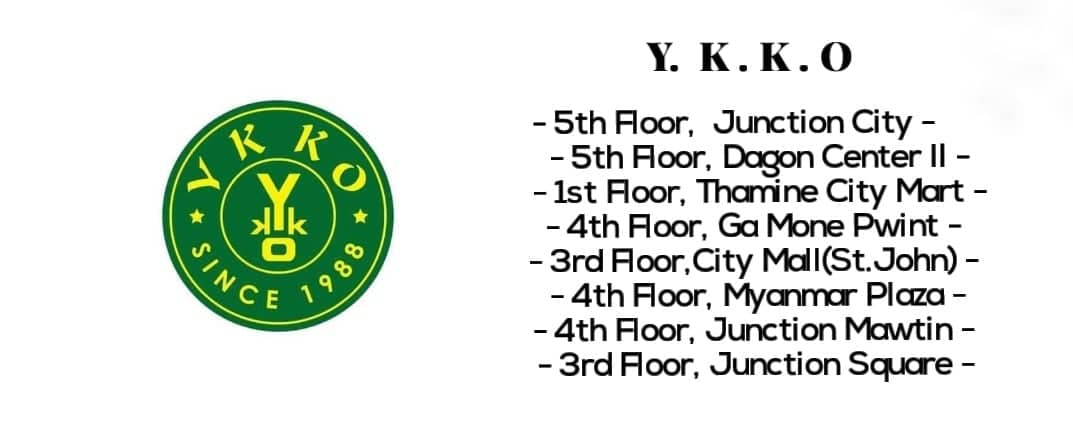 Y. K. K. O
YKKO
Y
KK
O
SINCE 1988
- 5th Floor, Junction City -
- 5th Floor, Dagon Center II -
- 1st Floor, Thamine City Mart -
- 4th Floor, Ga Mone Pwint -
- 3rd Floor,City Mall(St.John) -
- 4th Floor, Myanmar Plaza -
- 4th Floor, Junction Mawtin -
- 3rd Floor, Junction Square -